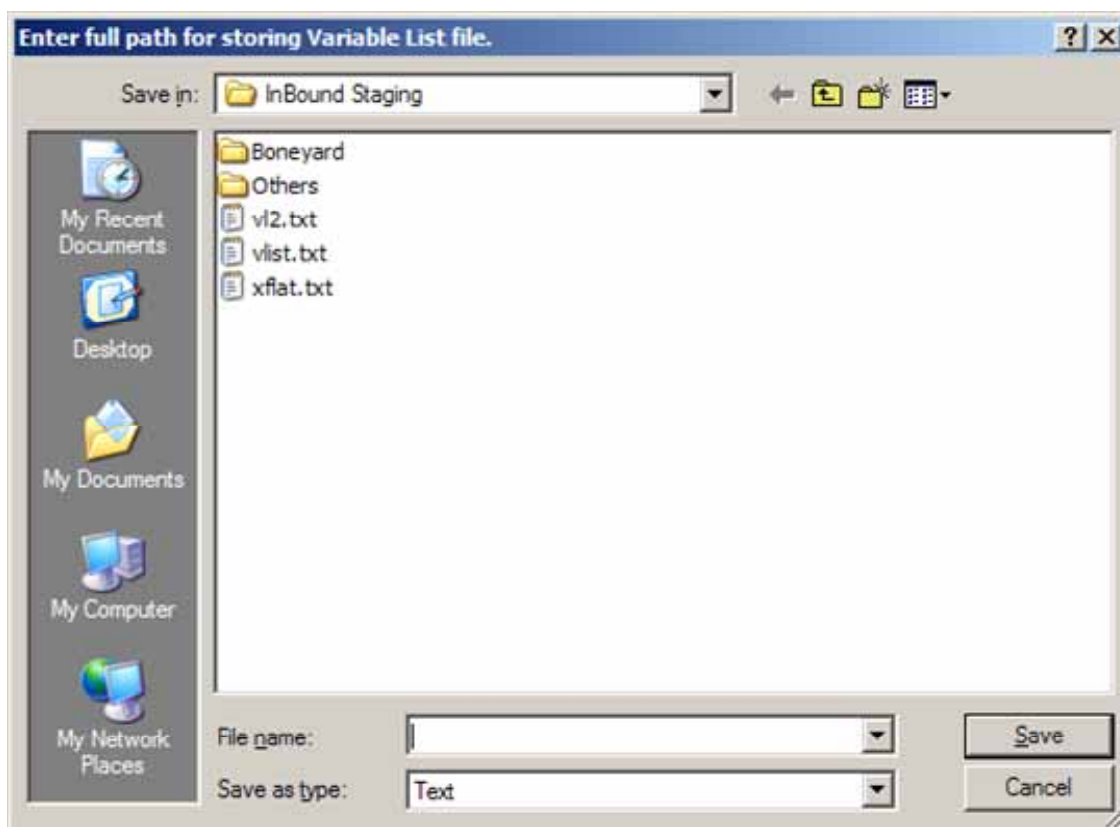 Enter full path for storing Variable List file.
Save in: InBound Staging
Boneyard
Others
vl2.txt
vlist.txt
xflat.txt
My Recent
Documents
Desktop
My Documents
My Computer
My Network
Places
File name:
Save
Save as type: Text
Cancel